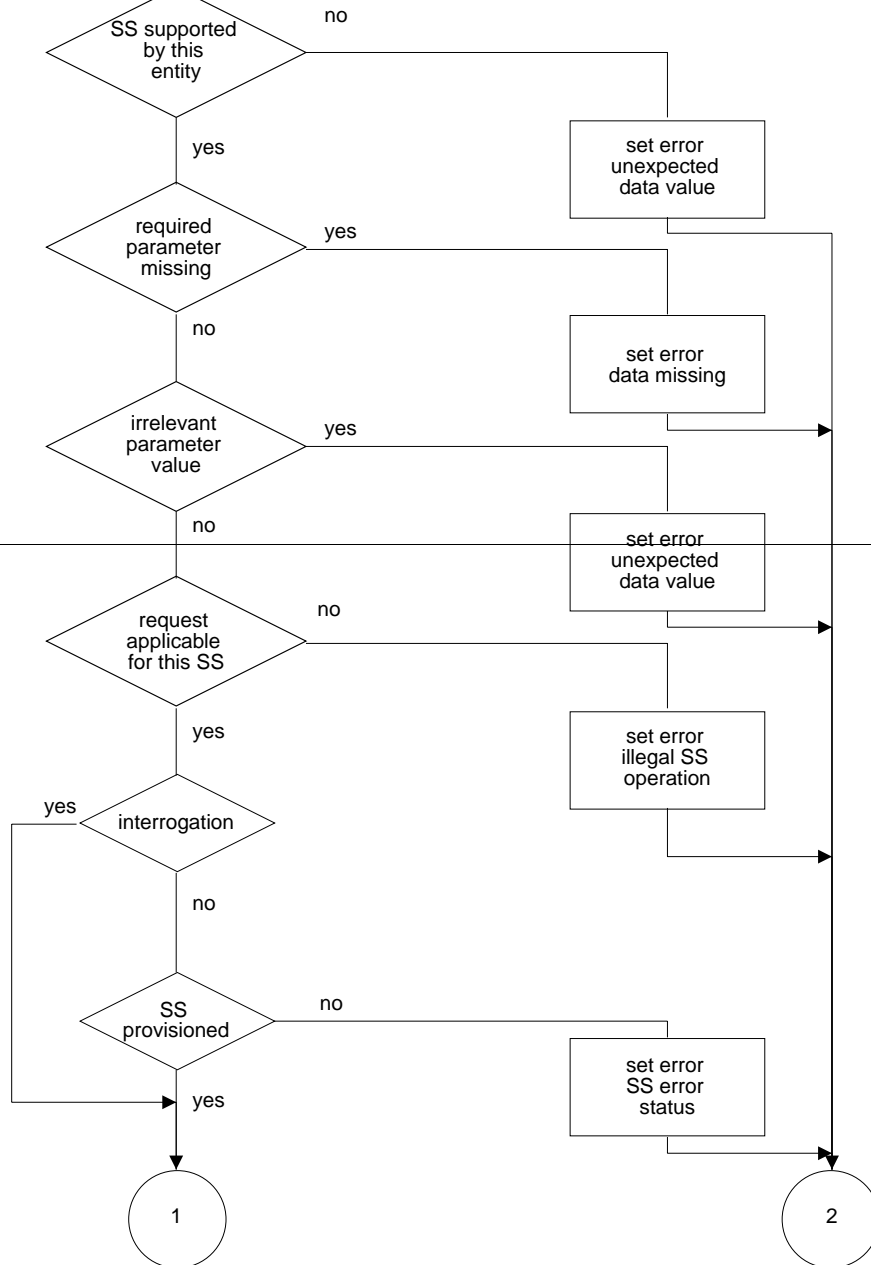 no
SS supported
by this
entity
yes
set error
unexpected
data value
required
parameter
missing
yes
no
set error
data missing
irrelevant
parameter
value
yes
no
set error
unexpected
data value
request
applicable
for this SS
no
yes
set error
illegal SS
operation
yes
interrogation
no
SS
provisioned
no
yes
set error
SS error
status
1
2